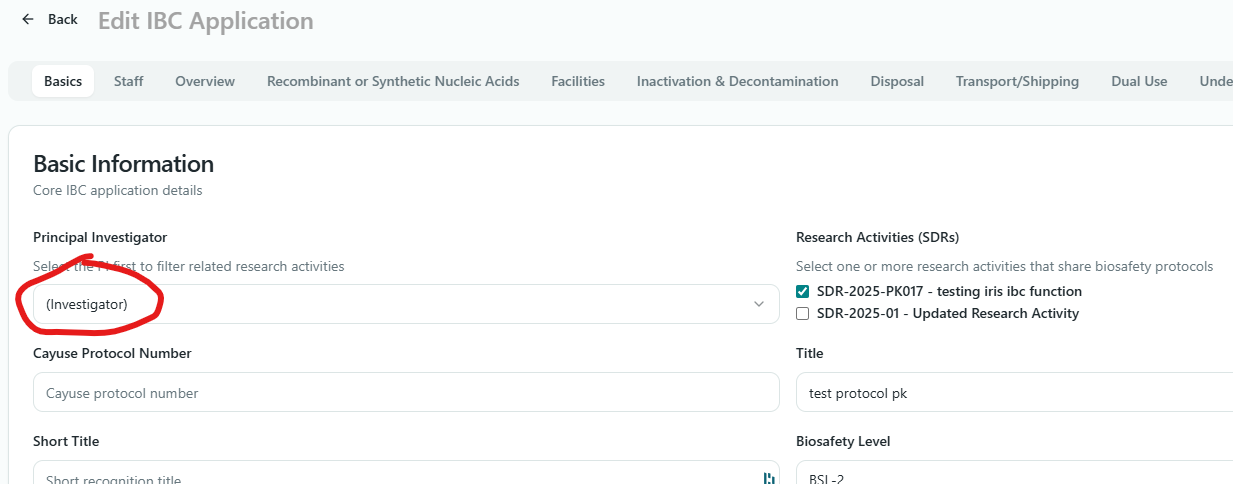 Back Edit IBC Application
Basics Staff Overview Recombinant or Synthetic Nucleic Acids Facilities Inactivation & Decontamination Disposal Transport/Shipping Dual Use Unde
Basic Information
Core IBC application details
Principal Investigator
Select the PI first to filter related research activities
(Investigator)
Research Activities (SDRs)
Select one or more research activities that share biosafety protocols
SDR-2025-PK017 - testing iris ibc function
SDR-2025-01 - Updated Research Activity
Cayuse Protocol Number
Cayuse protocol number
Title
test protocol pk
Short Title
Short recognition title
Biosafety Level
BSL-2